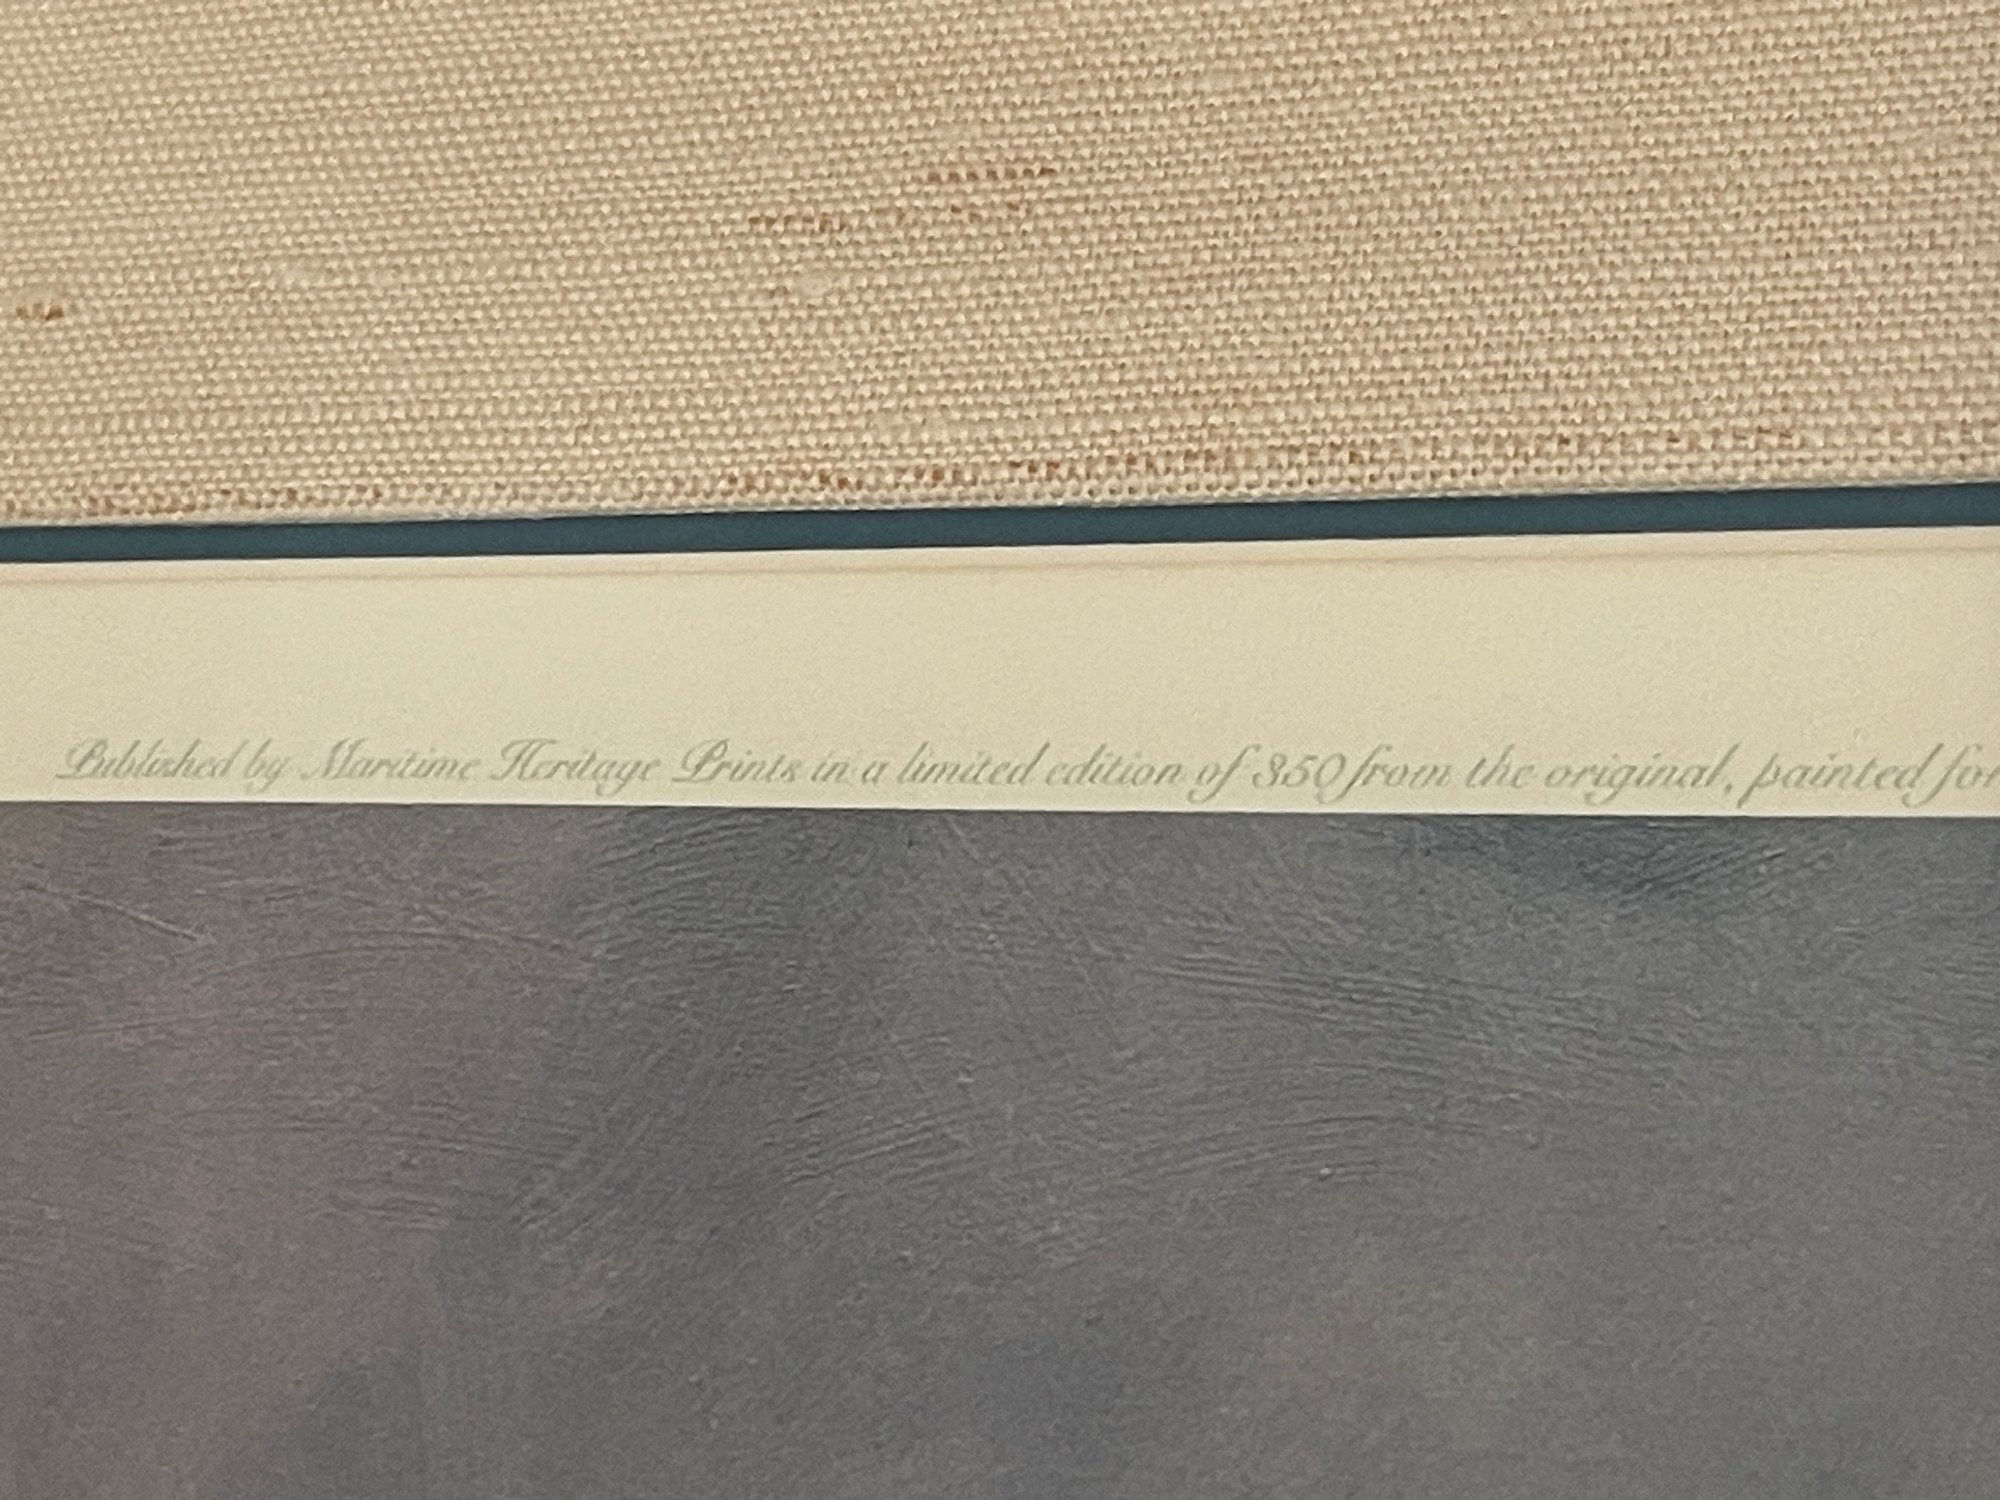 Published by Maritime Heritage Prints in a limited edition of 350 from the original, painted for